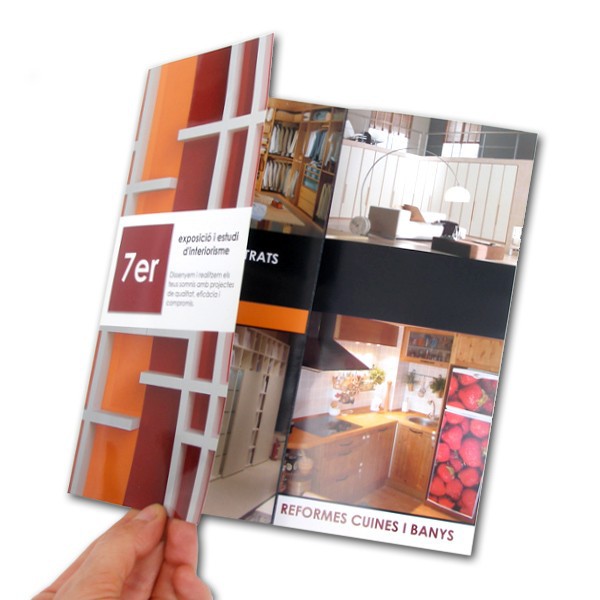 7er
exposició i estudi
d'interiorisme
Dissenyem i realitzem els
teus somnis amb projectes
de qualitat, eficàcia i
compromís.
TRATS
REFORMES CUINES I BANYS